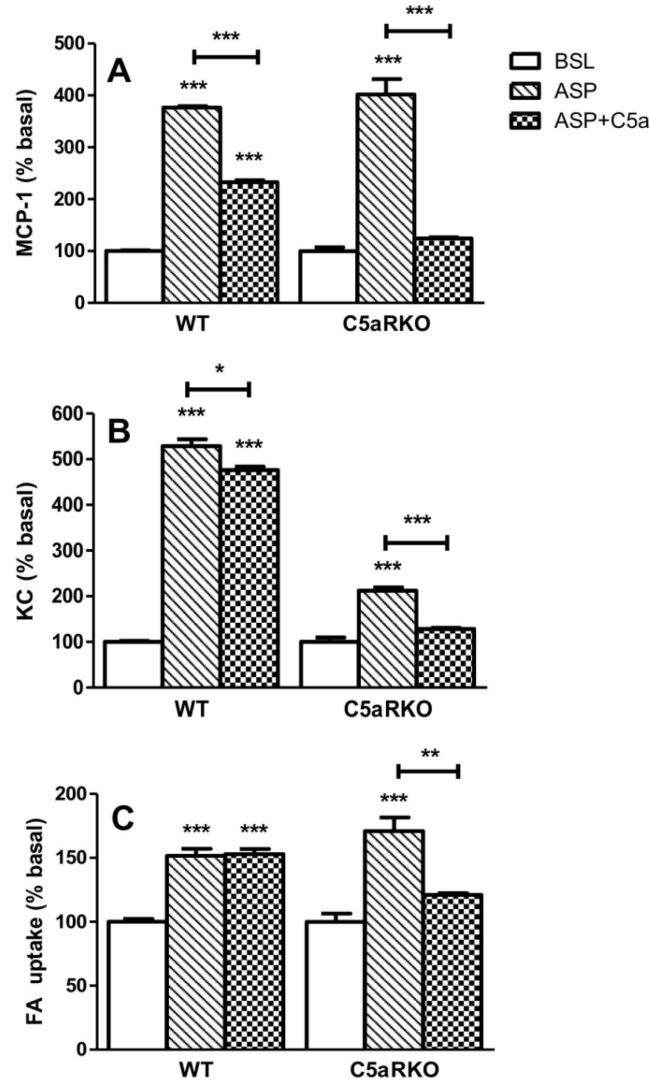 A
MCP-1 (% basal)
500
400
300
200
100
0
***
***
***
***
***
WT
C5aRKO
BSL
ASP
ASP+C5a
B
KC (% basal)
600
500
400
300
200
100
0
*
***
***
***
***
WT
C5aRKO
C
FA uptake (% basal)
200
150
100
50
0
***
***
**
***
WT
C5aRKO